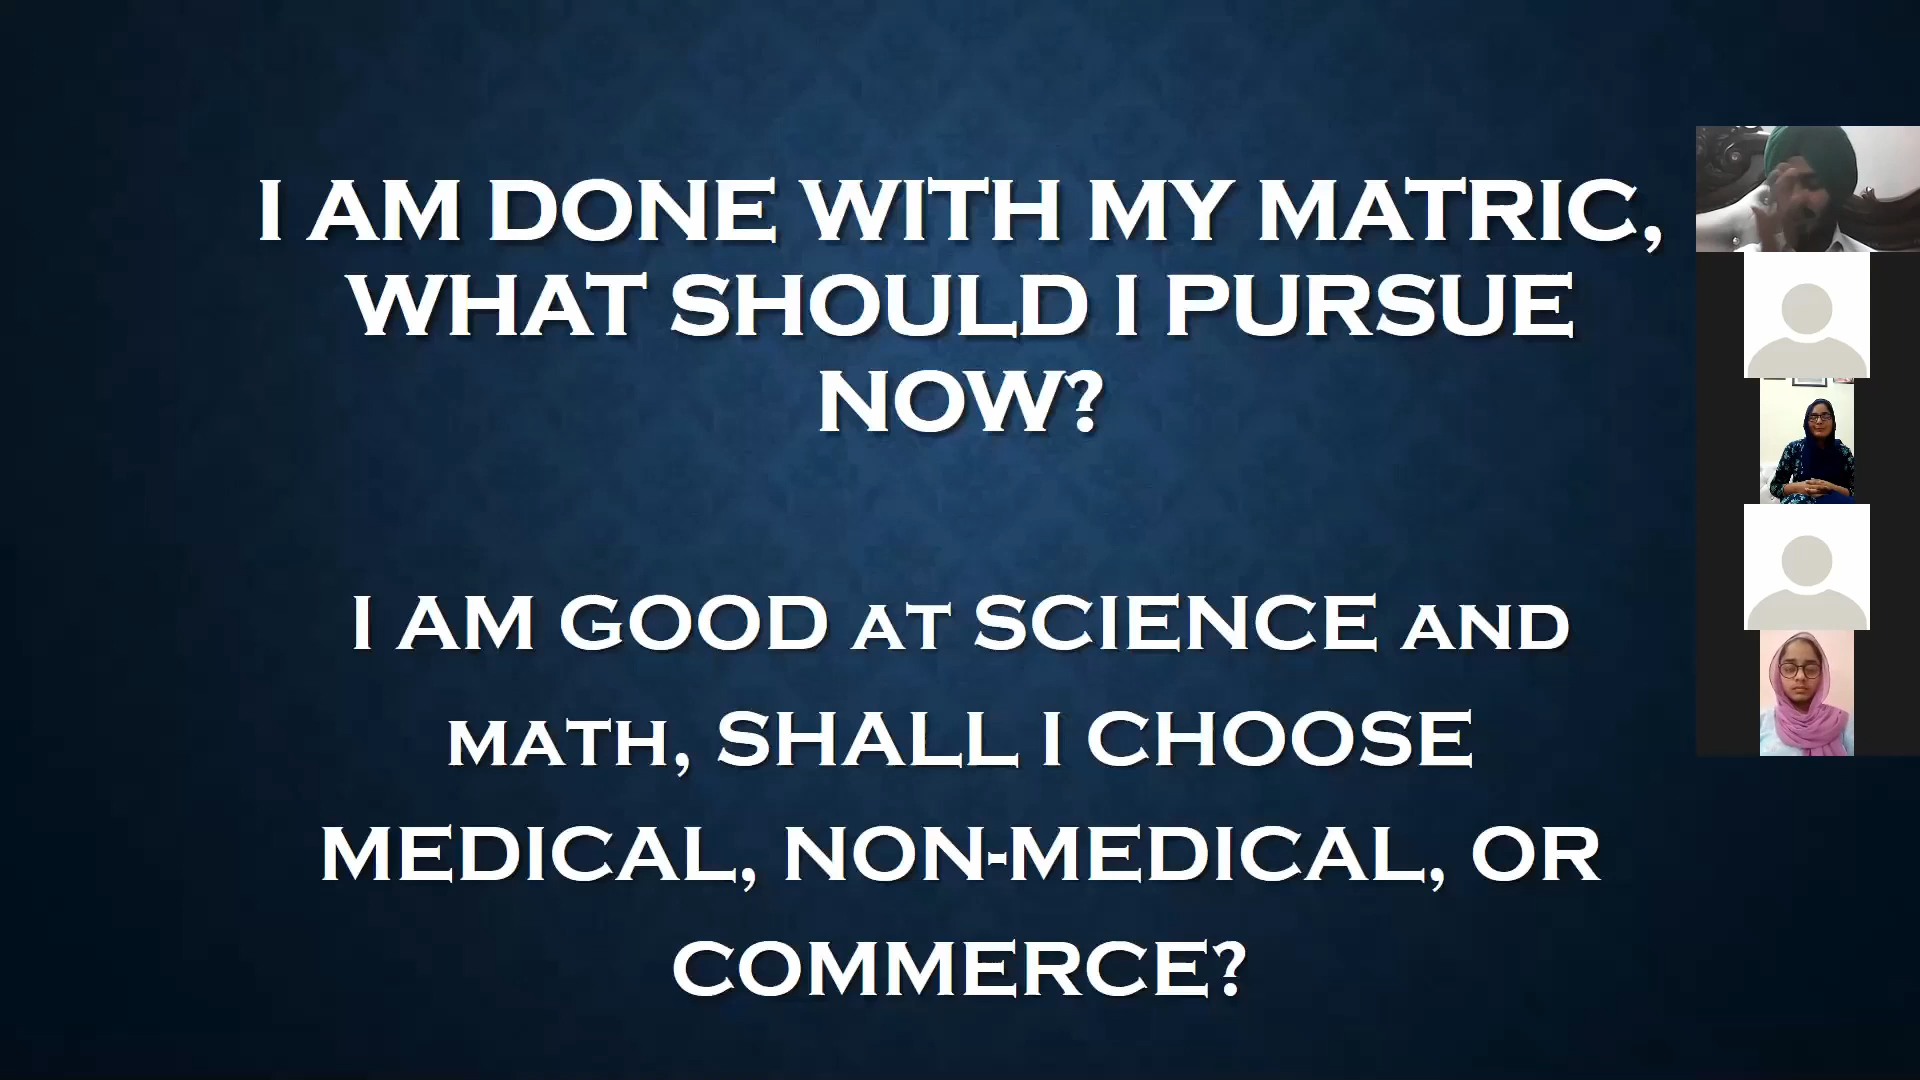 I AM DONE WITH MY MATRIC,
WHAT SHOULD I PURSUE
NOW?
I AM GOOD AT SCIENCE AND
MATH, SHALL I CHOOSE
MEDICAL, NON-MEDICAL, OR
COMMERCE?